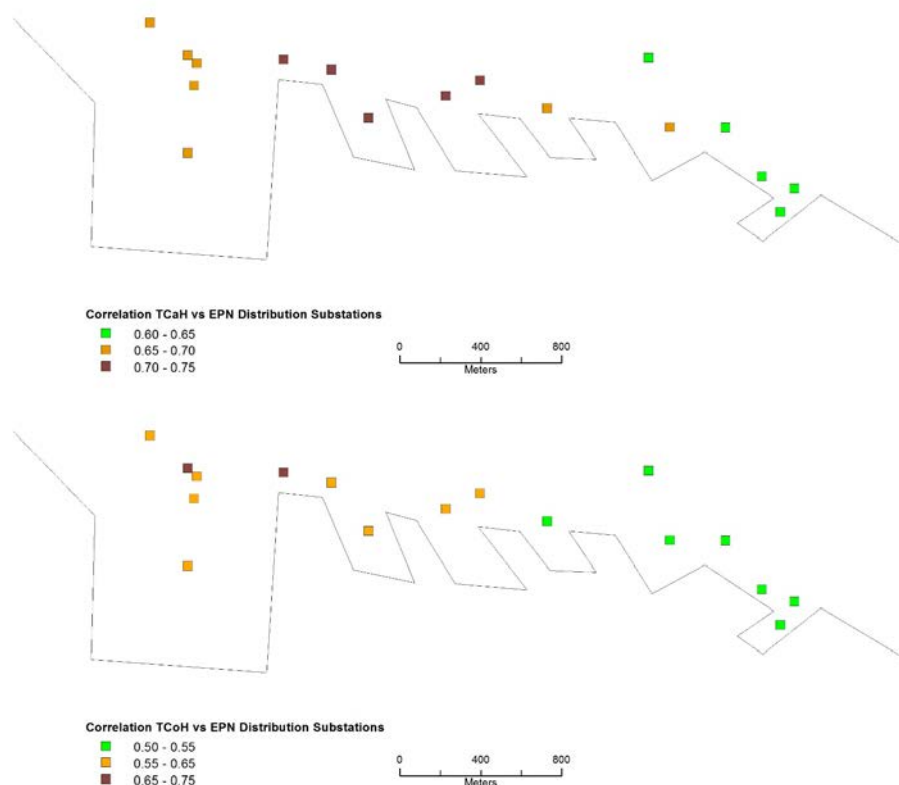 Correlation TCaH vs EPN Distribution Substations
0.60 - 0.65
0.65 - 0.70
0.70 - 0.75
0 400 800
Meters
Correlation TCoH vs EPN Distribution Substations
0.50 - 0.55
0.55 - 0.65
0.65 - 0.75
0 400 800
Meters